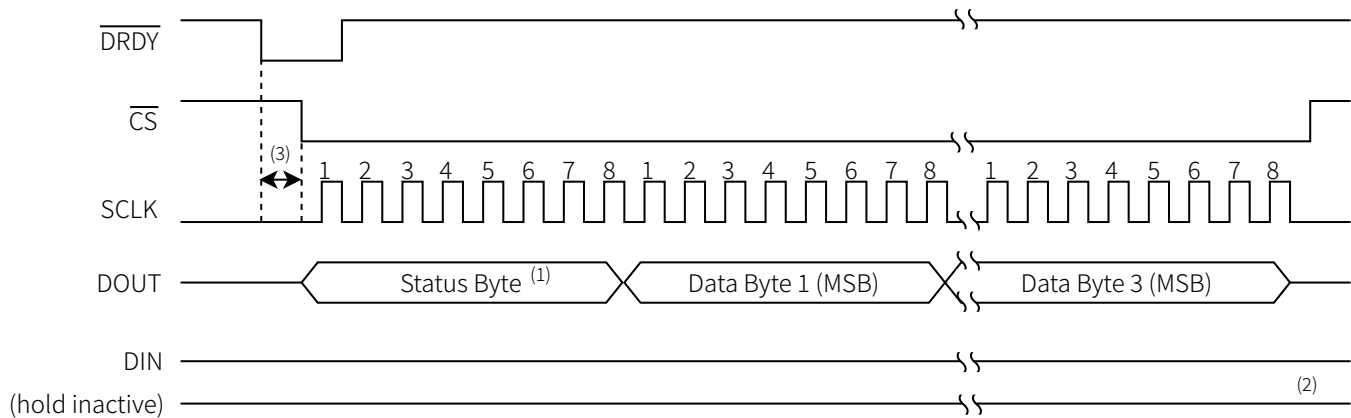 DRDY
CS
(3)
1 2 3 4 5 6 7 8 1 2 3 4 5 6 7 8 1 2 3 4 5 6 7 8
SCLK
DOUT Status Byte (1) Data Byte 1 (MSB) Data Byte 3 (MSB)
DIN
(2)
(hold inactive)